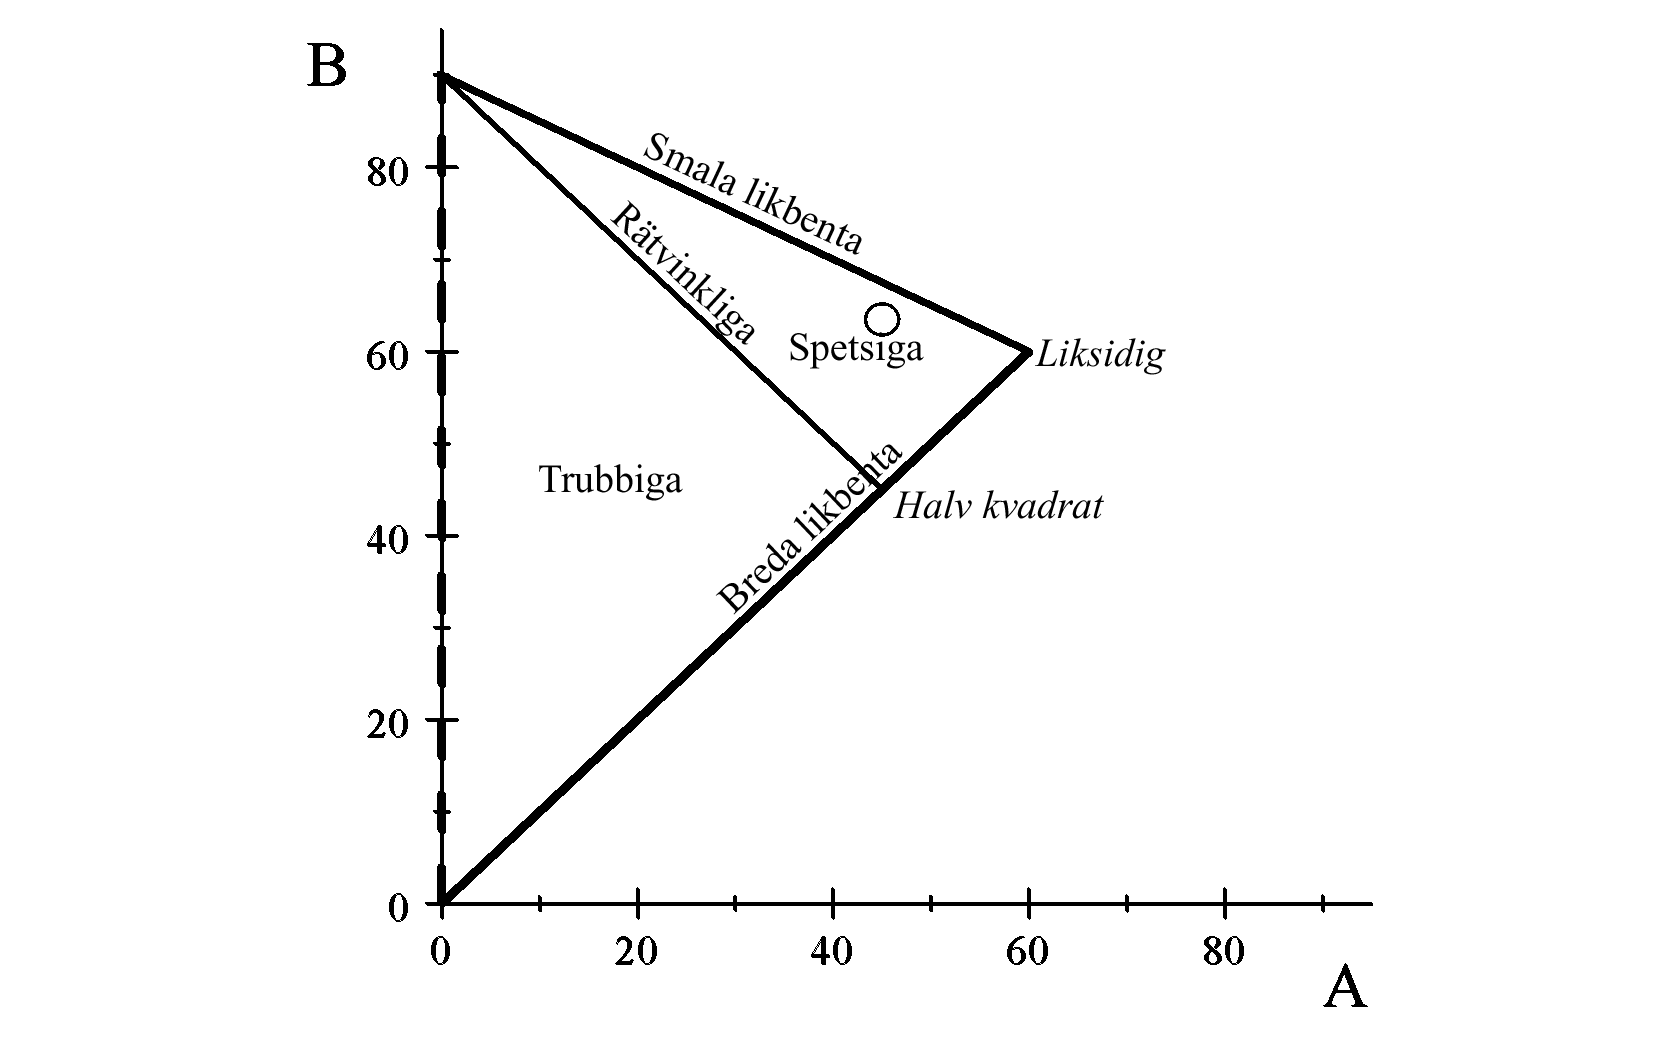 B
Smala likbenta
80
Rätvinkliga
Spetsiga
60
Liksidig
Breda likbenta
Trubbiga
Halv kvadrat
40
20
0
0 20 40 60 80
A